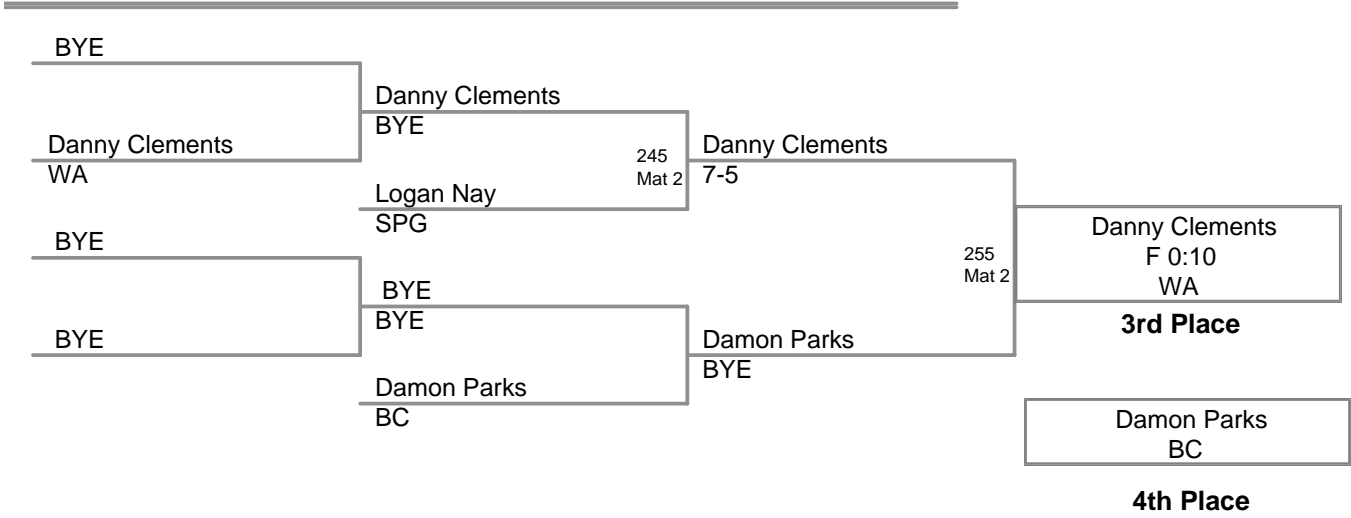 BYE
Danny Clements
BYE
Danny Clements
WA
245
Mat 2
Danny Clements
7-5
Logan Nay
SPG
BYE
255
Mat 2
Danny Clements
F 0:10
WA
3rd Place
BYE
BYE
BYE
Damon Parks
BYE
Damon Parks
BC
Damon Parks
BC
4th Place